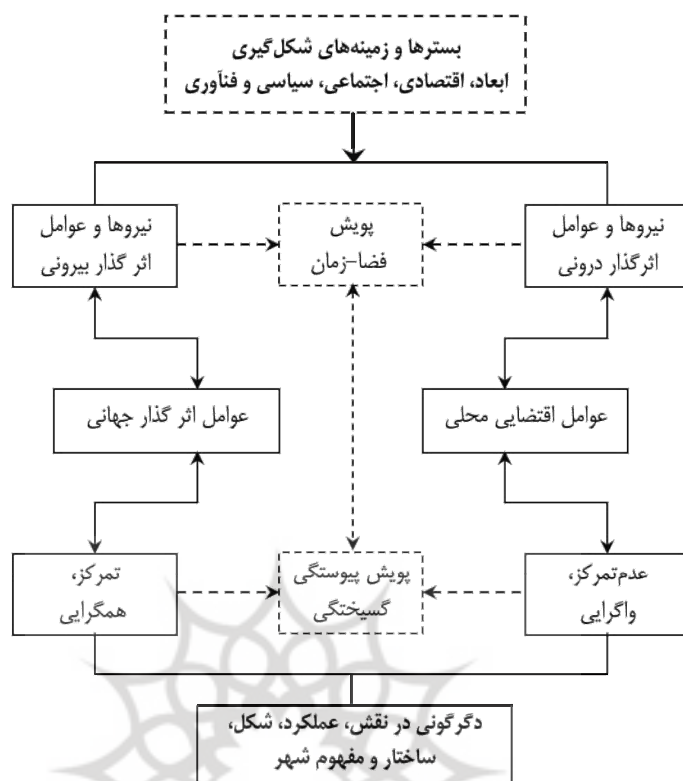 بسترها و زمینه‌های شکل‌گیری
ابعاد، اقتصادی، اجتماعی، سیاسی و فنآوری
نیروها و عوامل
اثرگذار درونی
پویش
فضا-زمان
نیروها و عوامل
اثر گذار بیرونی
عوامل اقتضایی محلی
عوامل اثر گذار جهانی
عدم‌تمرکز،
واگرایی
پویش پیوستگی
گسیختگی
تمرکز،
همگرایی
دگرگونی در نقش، عملکرد، شکل،
ساختار و مفهوم شهر